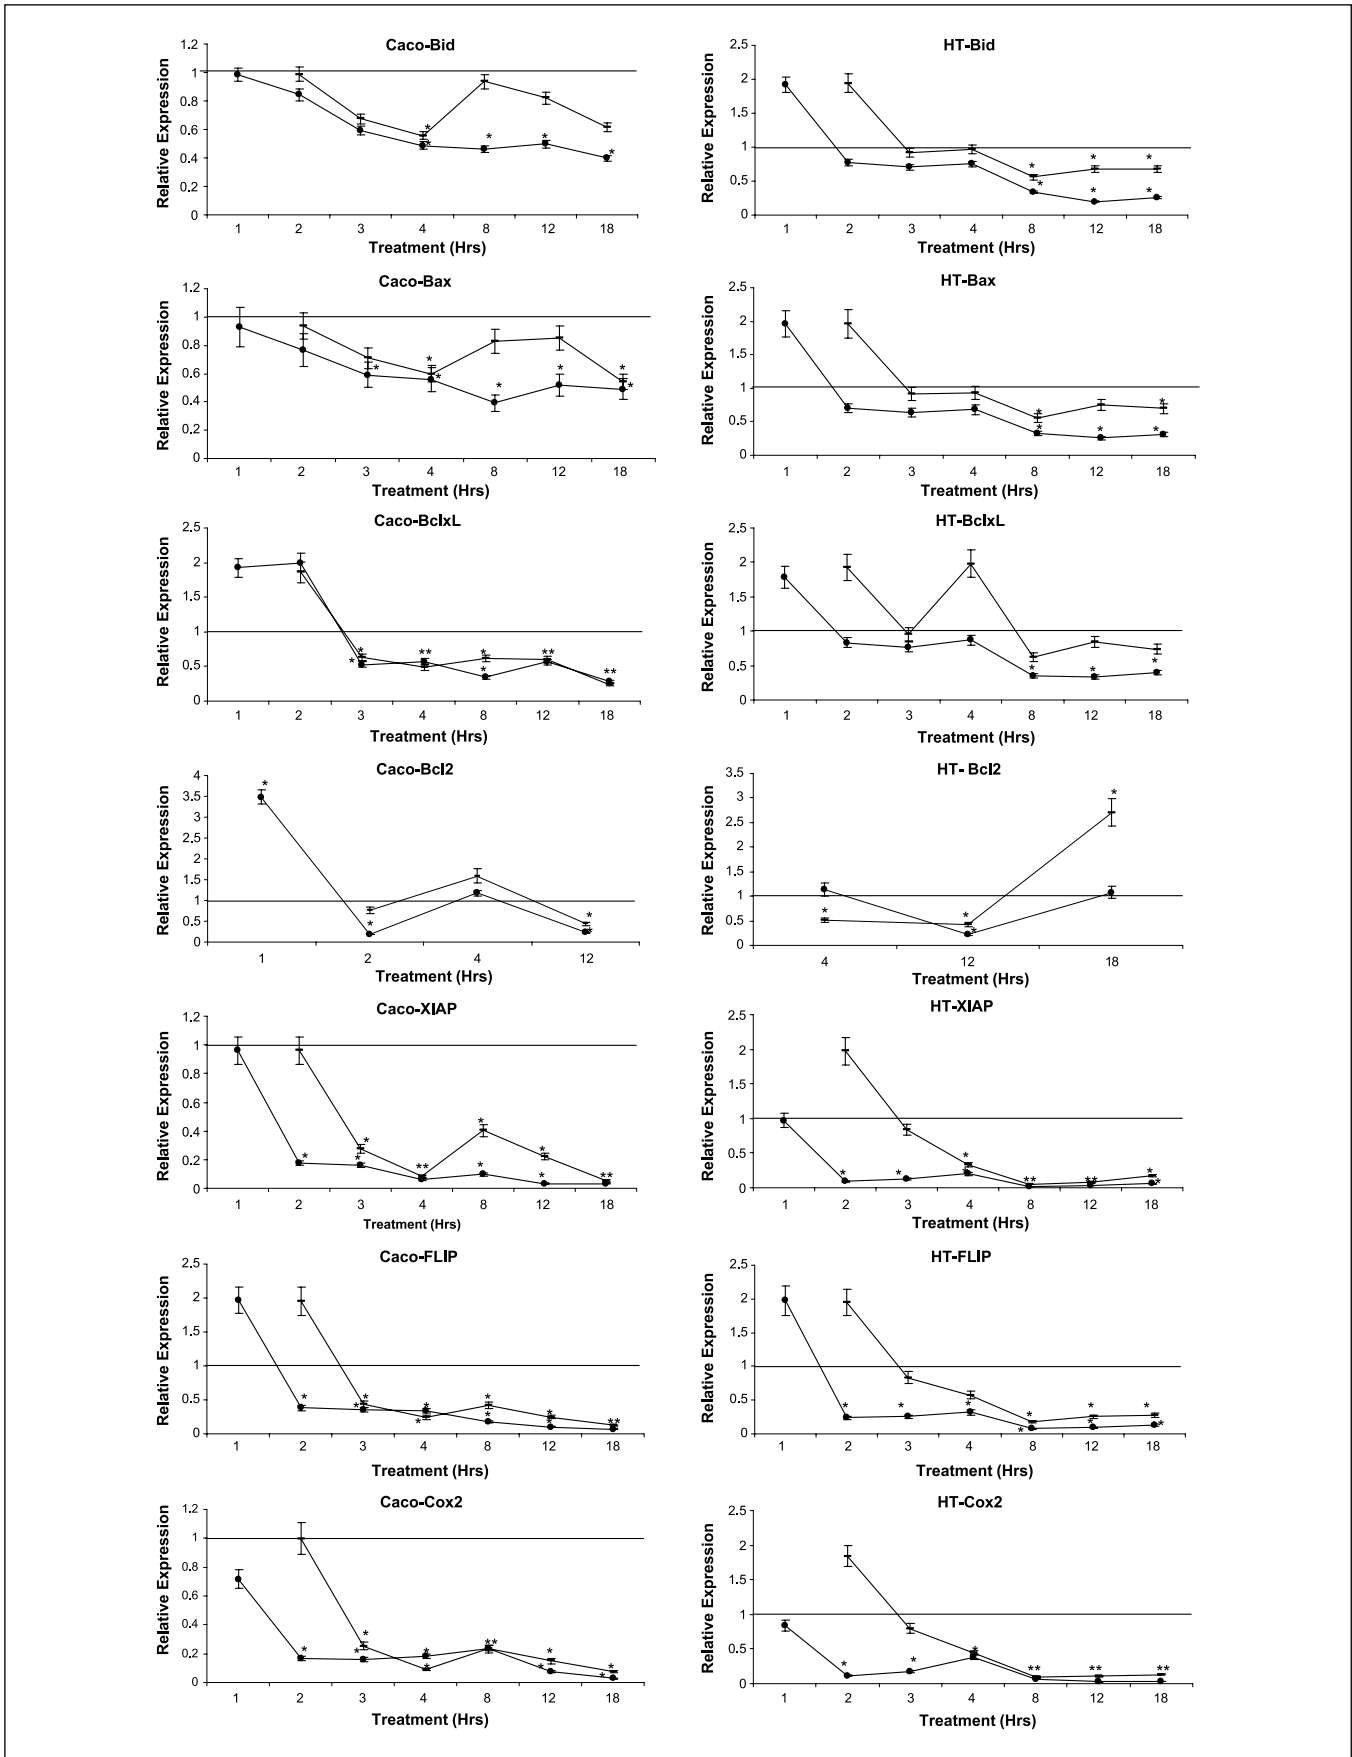 Caco-Bid
Relative Expression
1.2
1
0.8
0.6
0.4
0.2
0
* * * * *
1 2 3 4 8 12 18
Treatment (Hrs)
HT-Bid
Relative Expression
2.5
2
1.5
1
0.5
0
* * * * * *
1 2 3 4 8 12 18
Treatment (Hrs)
Caco-Bax
Relative Expression
1.2
1
0.8
0.6
0.4
0.2
0
* * * * * * *
1 2 3 4 8 12 18
Treatment (Hrs)
HT-Bax
Relative Expression
2.5
2
1.5
1
0.5
0
* * * * *
1 2 3 4 8 12 18
Treatment (Hrs)
Caco-BclxL
Relative Expression
2.5
2
1.5
1
0.5
0
* * ** * * ** **
1 2 3 4 8 12 18
Treatment (Hrs)
HT-BclxL
Relative Expression
2.5
2
1.5
1
0.5
0
* * *
1 2 3 4 8 12 18
Treatment (Hrs)
Caco-Bcl2
Relative Expression
4
3.5
3
2.5
2
1.5
1
0.5
0
* * * *
1 2 4 12
Treatment (Hrs)
HT- Bcl2
Relative Expression
3.5
3
2.5
2
1.5
1
0.5
0
* * * *
4 12 18
Treatment (Hrs)
Caco-XIAP
Relative Expression
1.2
1
0.8
0.6
0.4
0.2
0
* * * ** * * * * **
1 2 3 4 8 12 18
Treatment (Hrs)
HT-XIAP
Relative Expression
2.5
2
1.5
1
0.5
0
* * * * ** ** * *
1 2 3 4 8 12 18
Treatment (Hrs)
Caco-FLIP
Relative Expression
2.5
2
1.5
1
0.5
0
* * * * * * * * * **
1 2 3 4 8 12 18
Treatment (Hrs)
HT-FLIP
Relative Expression
2.5
2
1.5
1
0.5
0
* * * * * * * * *
1 2 3 4 8 12 18
Treatment (Hrs)
Caco-Cox2
Relative Expression
1.2
1
0.8
0.6
0.4
0.2
0
* * * * * ** * * * *
1 2 3 4 8 12 18
Treatment (Hrs)
HT-Cox2
Relative Expression
2.5
2
1.5
1
0.5
0
* * * * ** ** **
1 2 3 4 8 12 18
Treatment (Hrs)